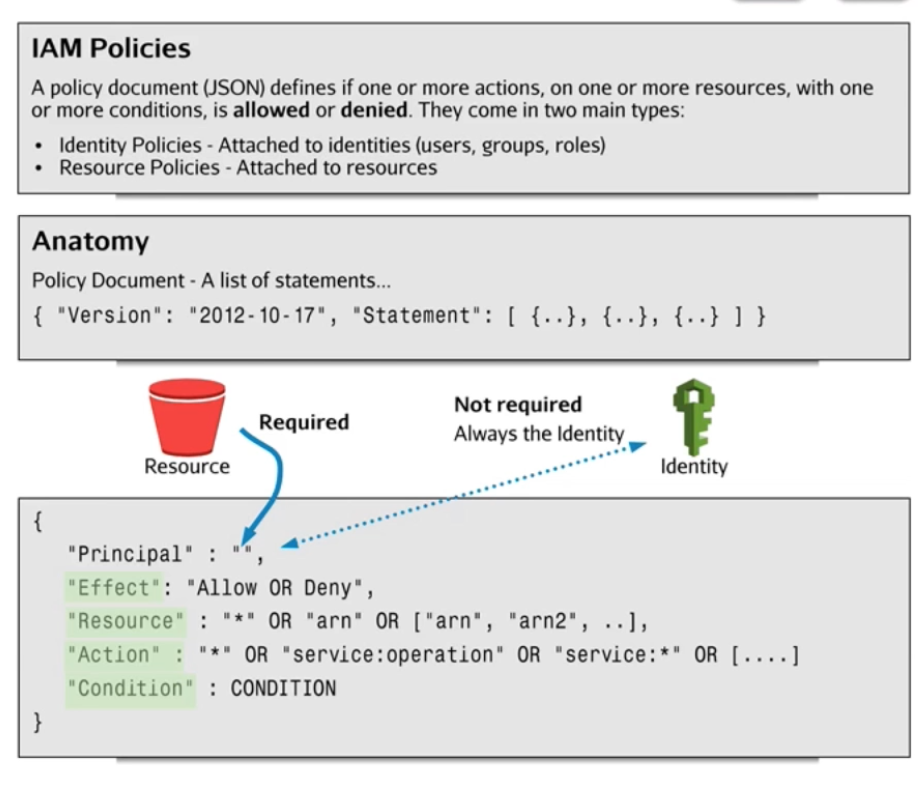 IAM Policies
A policy document (JSON) defines if one or more actions, on one or more resources, with one
or more conditions, is allowed or denied. They come in two main types:
• Identity Policies - Attached to identities (users, groups, roles)
• Resource Policies - Attached to resources
Anatomy
Policy Document - A list of statements...
{ "Version": "2012-10-17", "Statement": [ {..}, {..}, {..} ] }
Required
Not required
Always the Identity
Resource
Identity
{
"Principal" : "",
"Effect": "Allow OR Deny",
"Resource" : "*" OR "arn" OR ["arn", "arn2", ..],
"Action" : "*" OR "service:operation" OR "service:*" OR [....]
"Condition" : CONDITION
}